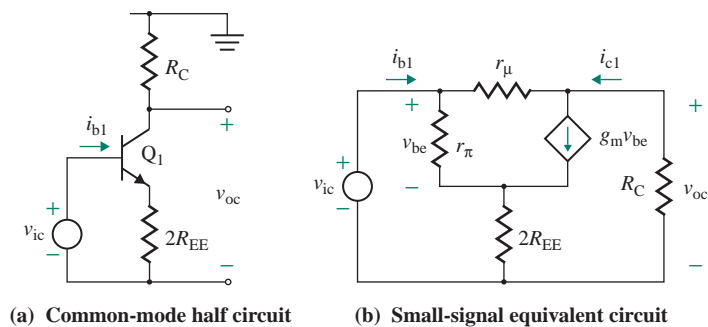 R_C
i_b1
Q_1
+
+
v_ic
−
2R_EE
v_oc
−
(a) Common-mode half circuit
i_b1
r_μ
i_c1
+
v_be
r_π
−
g_m v_be
+
v_ic
−
2R_EE
R_C
+
v_oc
−
(b) Small-signal equivalent circuit